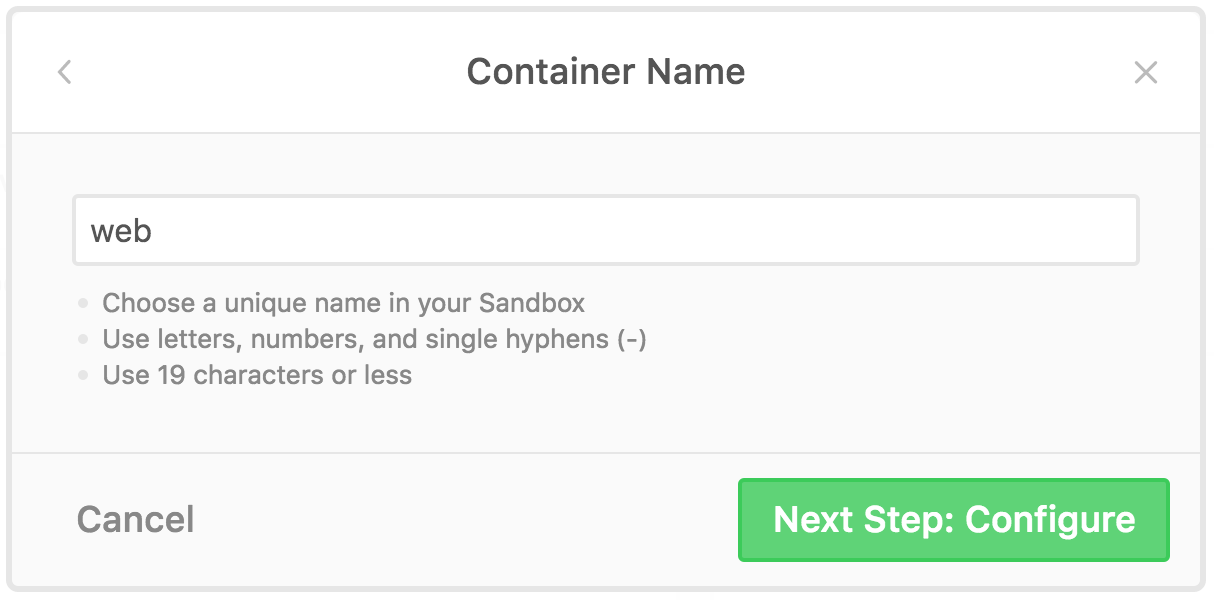 Container Name
web
Choose a unique name in your Sandbox
Use letters, numbers, and single hyphens (-)
Use 19 characters or less
Cancel
Next Step: Configure